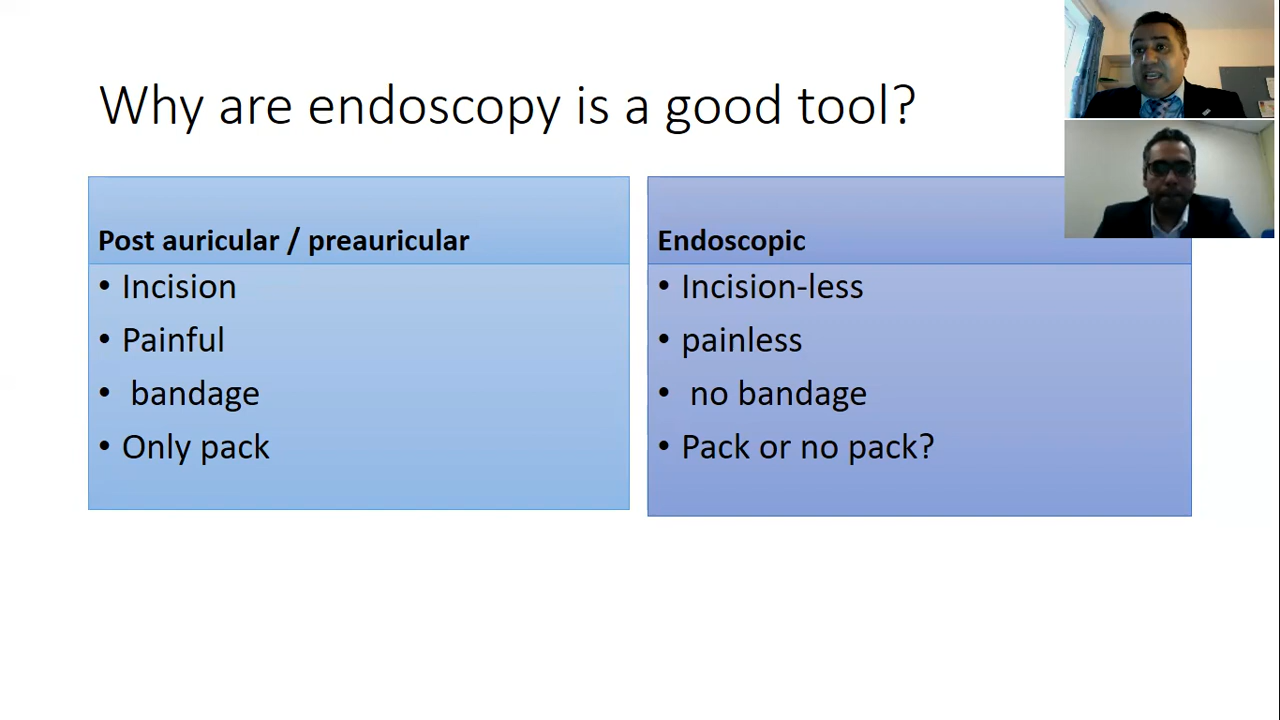 Why are endoscopy is a good tool?
Post auricular / preauricular
• Incision
• Painful
• bandage
• Only pack
Endoscopic
• Incision-less
• painless
• no bandage
• Pack or no pack?